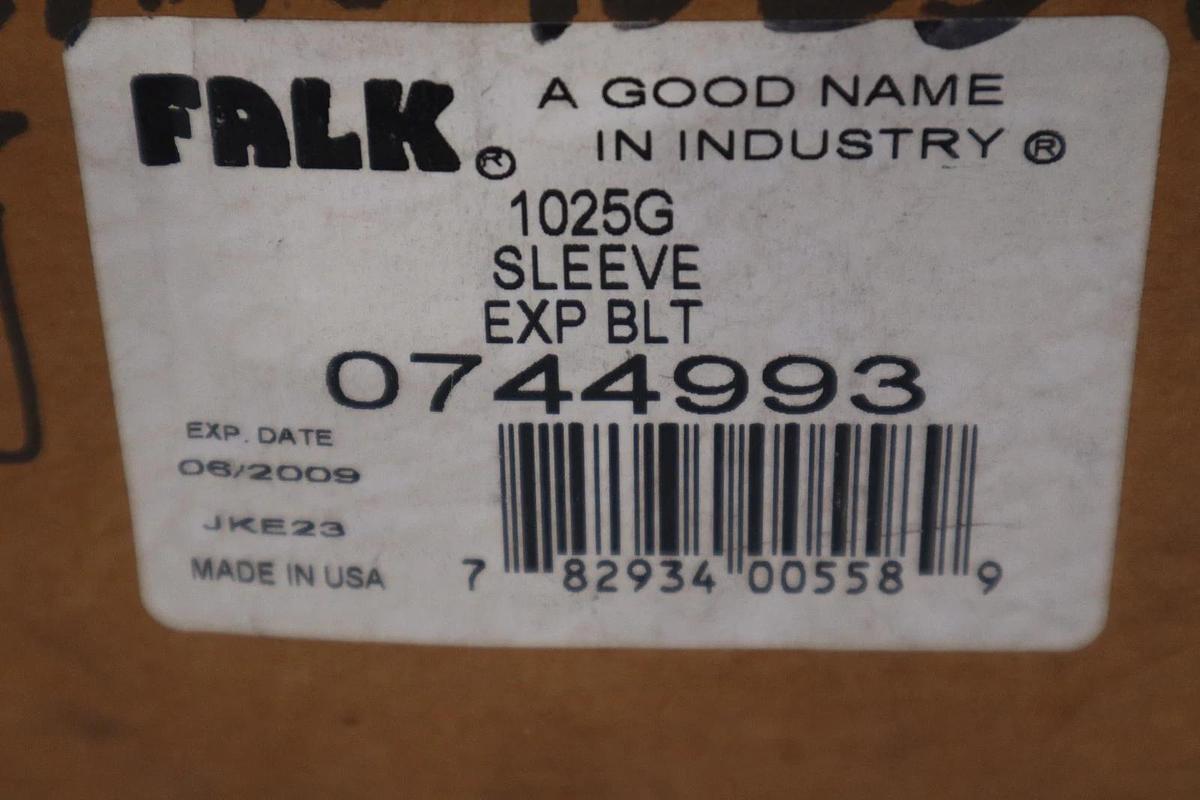 FALK® A GOOD NAME
IN INDUSTRY ®
1025G
SLEEVE
EXP BLT
0744993
EXP. DATE
06/2009
JKE23
MADE IN USA
7 82934 00558 9